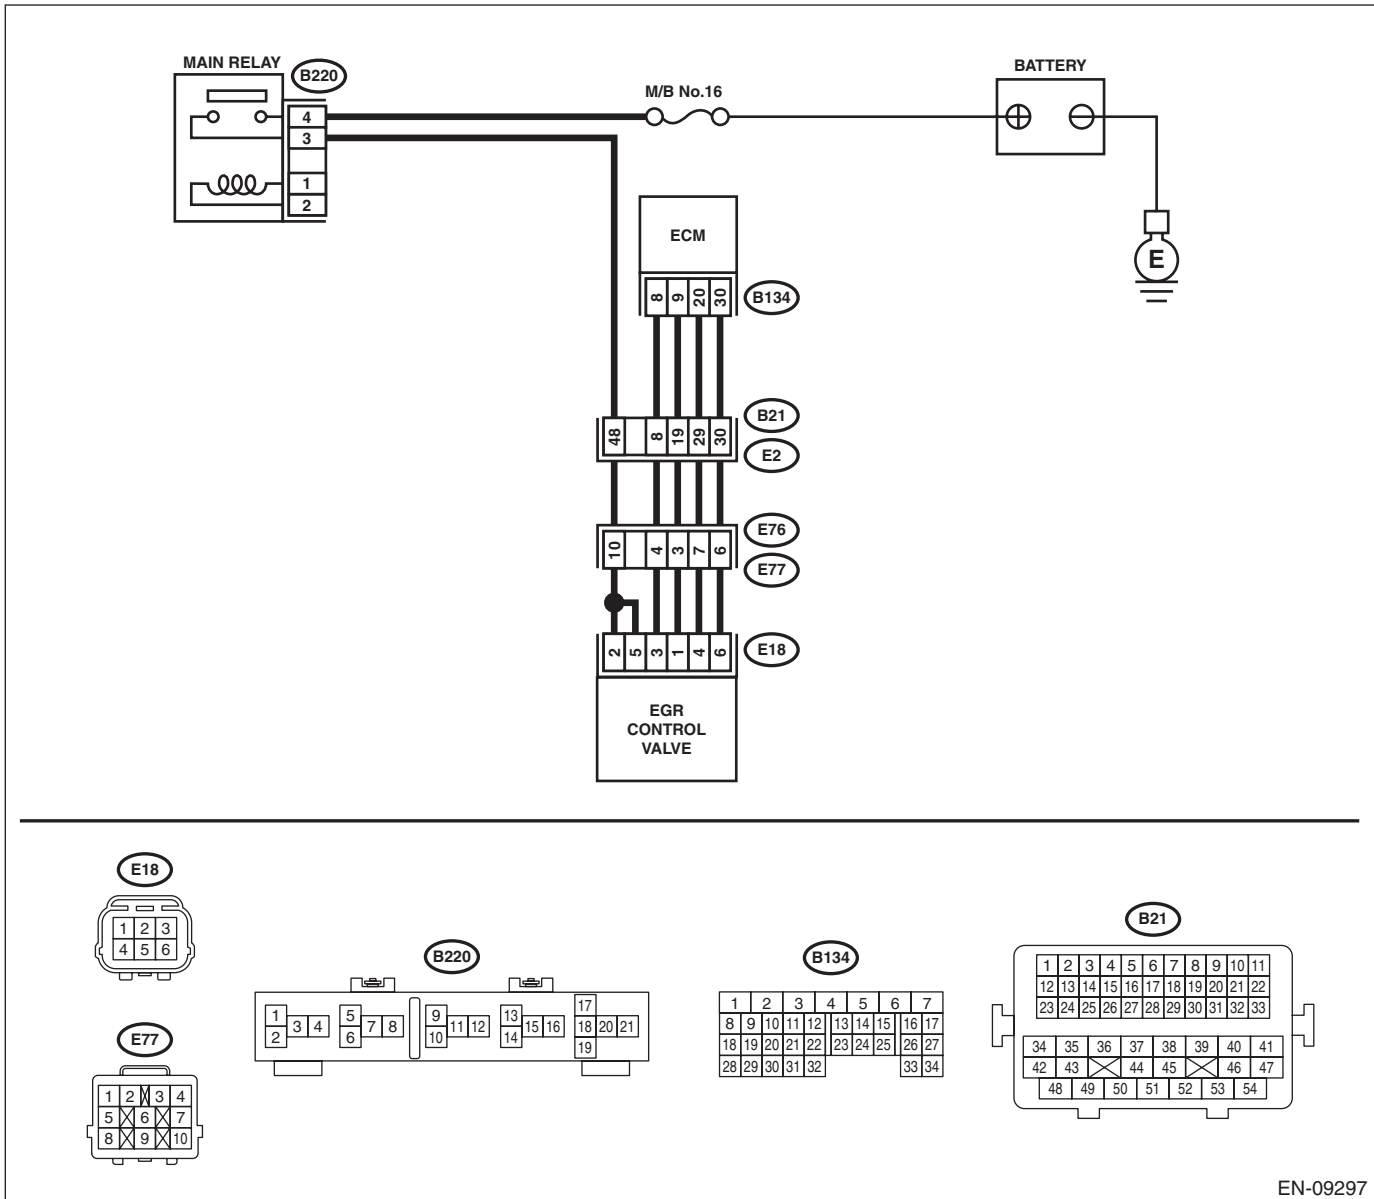 MAIN RELAY
B220
4
3
1
2
M/B No.16
BATTERY
E
ECM
8 9 20 30
B134
48 8 19 29 30
B21
E2
10 4 3 7 6
E76
E77
2 5 3 1 4 6
E18
EGR
CONTROL
VALVE
E18
1 2 3
4 5 6
E77
1 2 3 4
5 6 7
8 9 10
B220
1 5 9 13 17
3 4 7 8 11 12 15 16 18 20 21
2 6 10 14 19
B134
1 2 3 4 5 6 7
8 9 10 11 12 13 14 15 16 17
18 19 20 21 22 23 24 25 26 27
28 29 30 31 32 33 34
B21
1 2 3 4 5 6 7 8 9 10 11
12 13 14 15 16 17 18 19 20 21 22
23 24 25 26 27 28 29 30 31 32 33
34 35 36 37 38 39 40 41
42 43 44 45 46 47
48 49 50 51 52 53 54
EN-09297